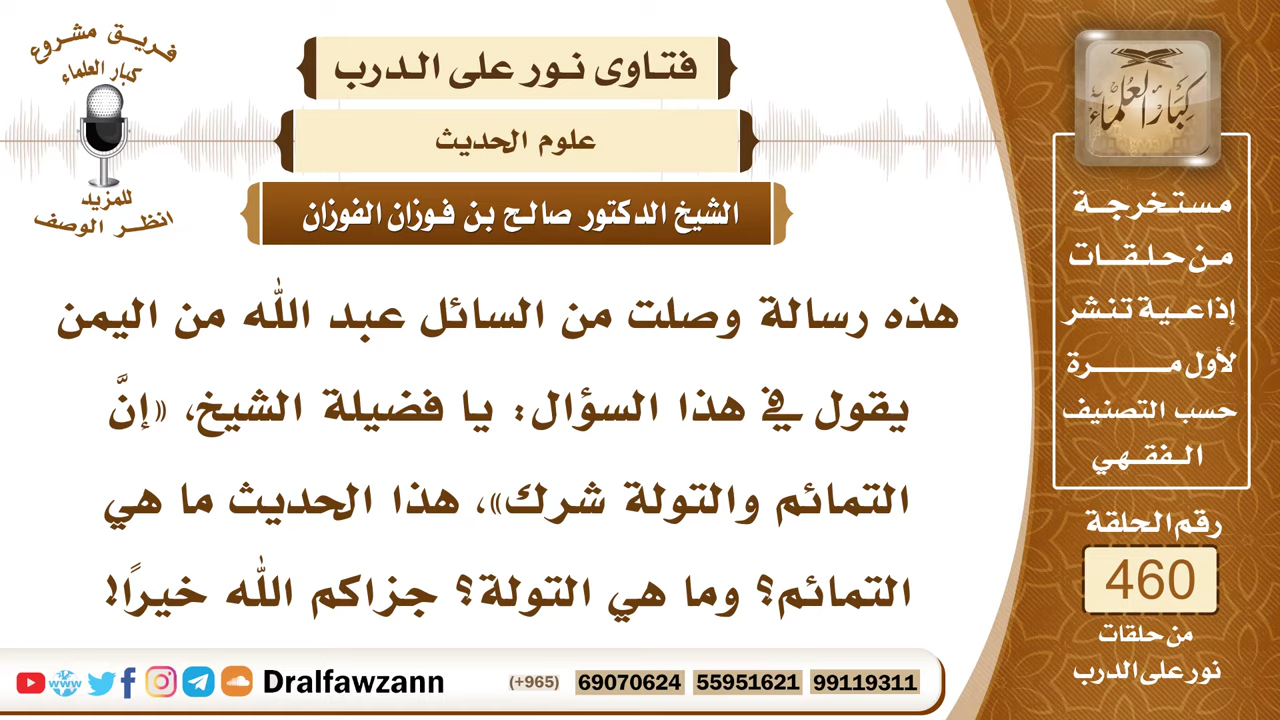 فريق مشروع
كبار العلماء
للمزيد
انظر الوصف
فتاوى نور على الدرب
علوم الحديث
الشيخ الدكتور صالح بن فوزان الفوزان
هذه رسالة وصلت من السائل عبد الله من اليمن
يقول في هذا السؤال: يا فضيلة الشيخ، «إنَّ
التمائم والتولة شرك»، هذا الحديث ما هي
التمائم؟ وما هي التولة؟ جزاكم الله خيرًا!
كبار العلماء
مستخرجة
من حلقات
إذاعية تنشر
لأول مرة
حسب التصنيف
الفقهي
رقم الحلقة
460
من حلقات
نور على الدرب
www Dralfawzann (+965) 69070624 55951621 99119311